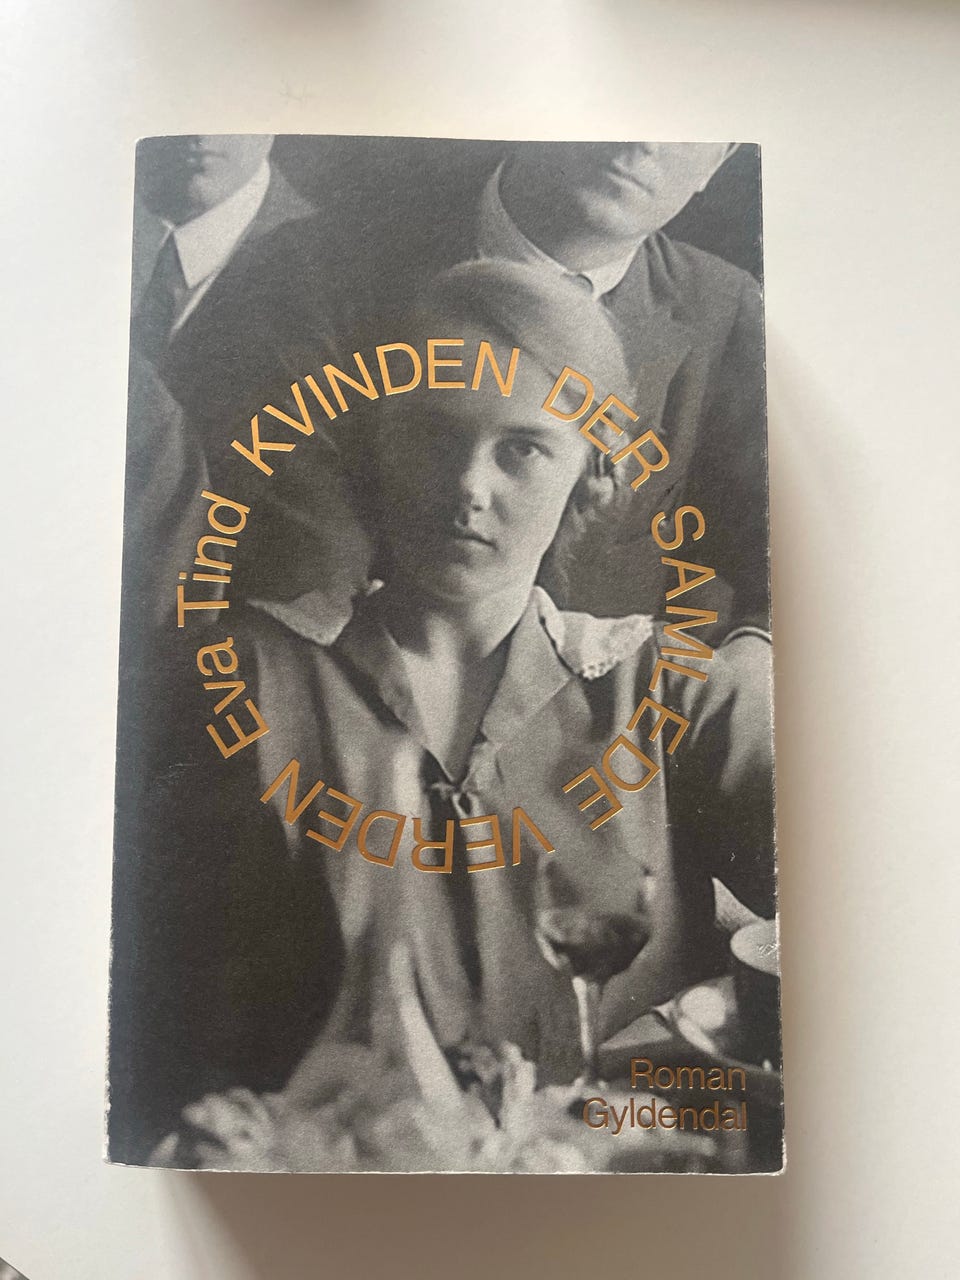 Eva Tind KVINDEN DER SAMLEDE VERDEN
Roman
Gyldendal